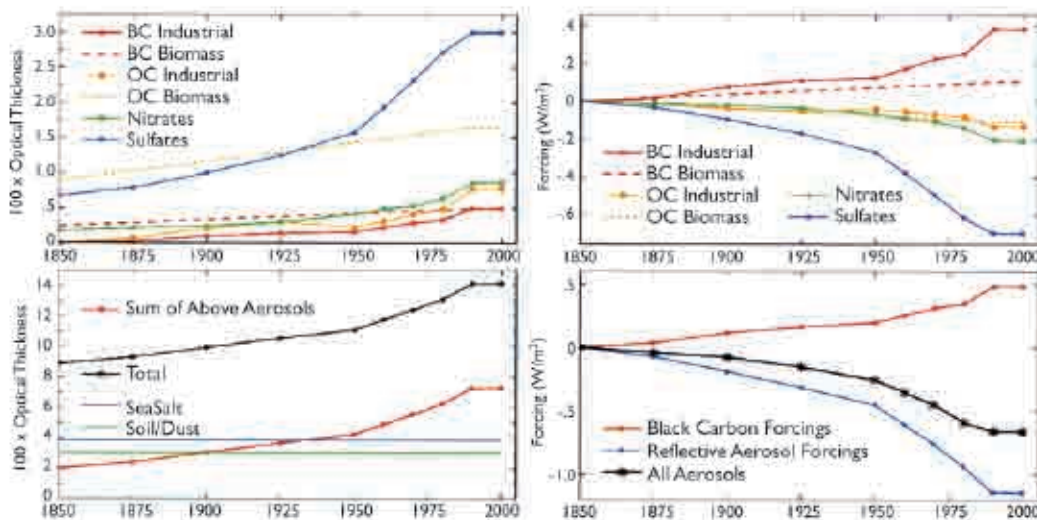 100 x Optical Thickness
3.0
2.5
2.0
1.5
1.0
.5
0
BC Industrial
BC Biomass
OC Industrial
OC Biomass
Nitrates
Sulfates
1850 1875 1900 1925 1950 1975 2000
Forcing (W/m²)
.4
.2
0
-.2
-.4
-.6
BC Industrial
BC Biomass
OC Industrial
OC Biomass
Nitrates
Sulfates
1850 1875 1900 1925 1950 1975 2000
100 x Optical Thickness
14
12
10
8
6
4
2
0
Sum of Above Aerosols
Total
SeaSalt
Soil/Dust
1850 1875 1900 1925 1950 1975 2000
Forcing (W/m²)
.5
0
-.5
-1.0
Black Carbon Forcings
Reflective Aerosol Forcings
All Aerosols
1850 1875 1900 1925 1950 1975 2000